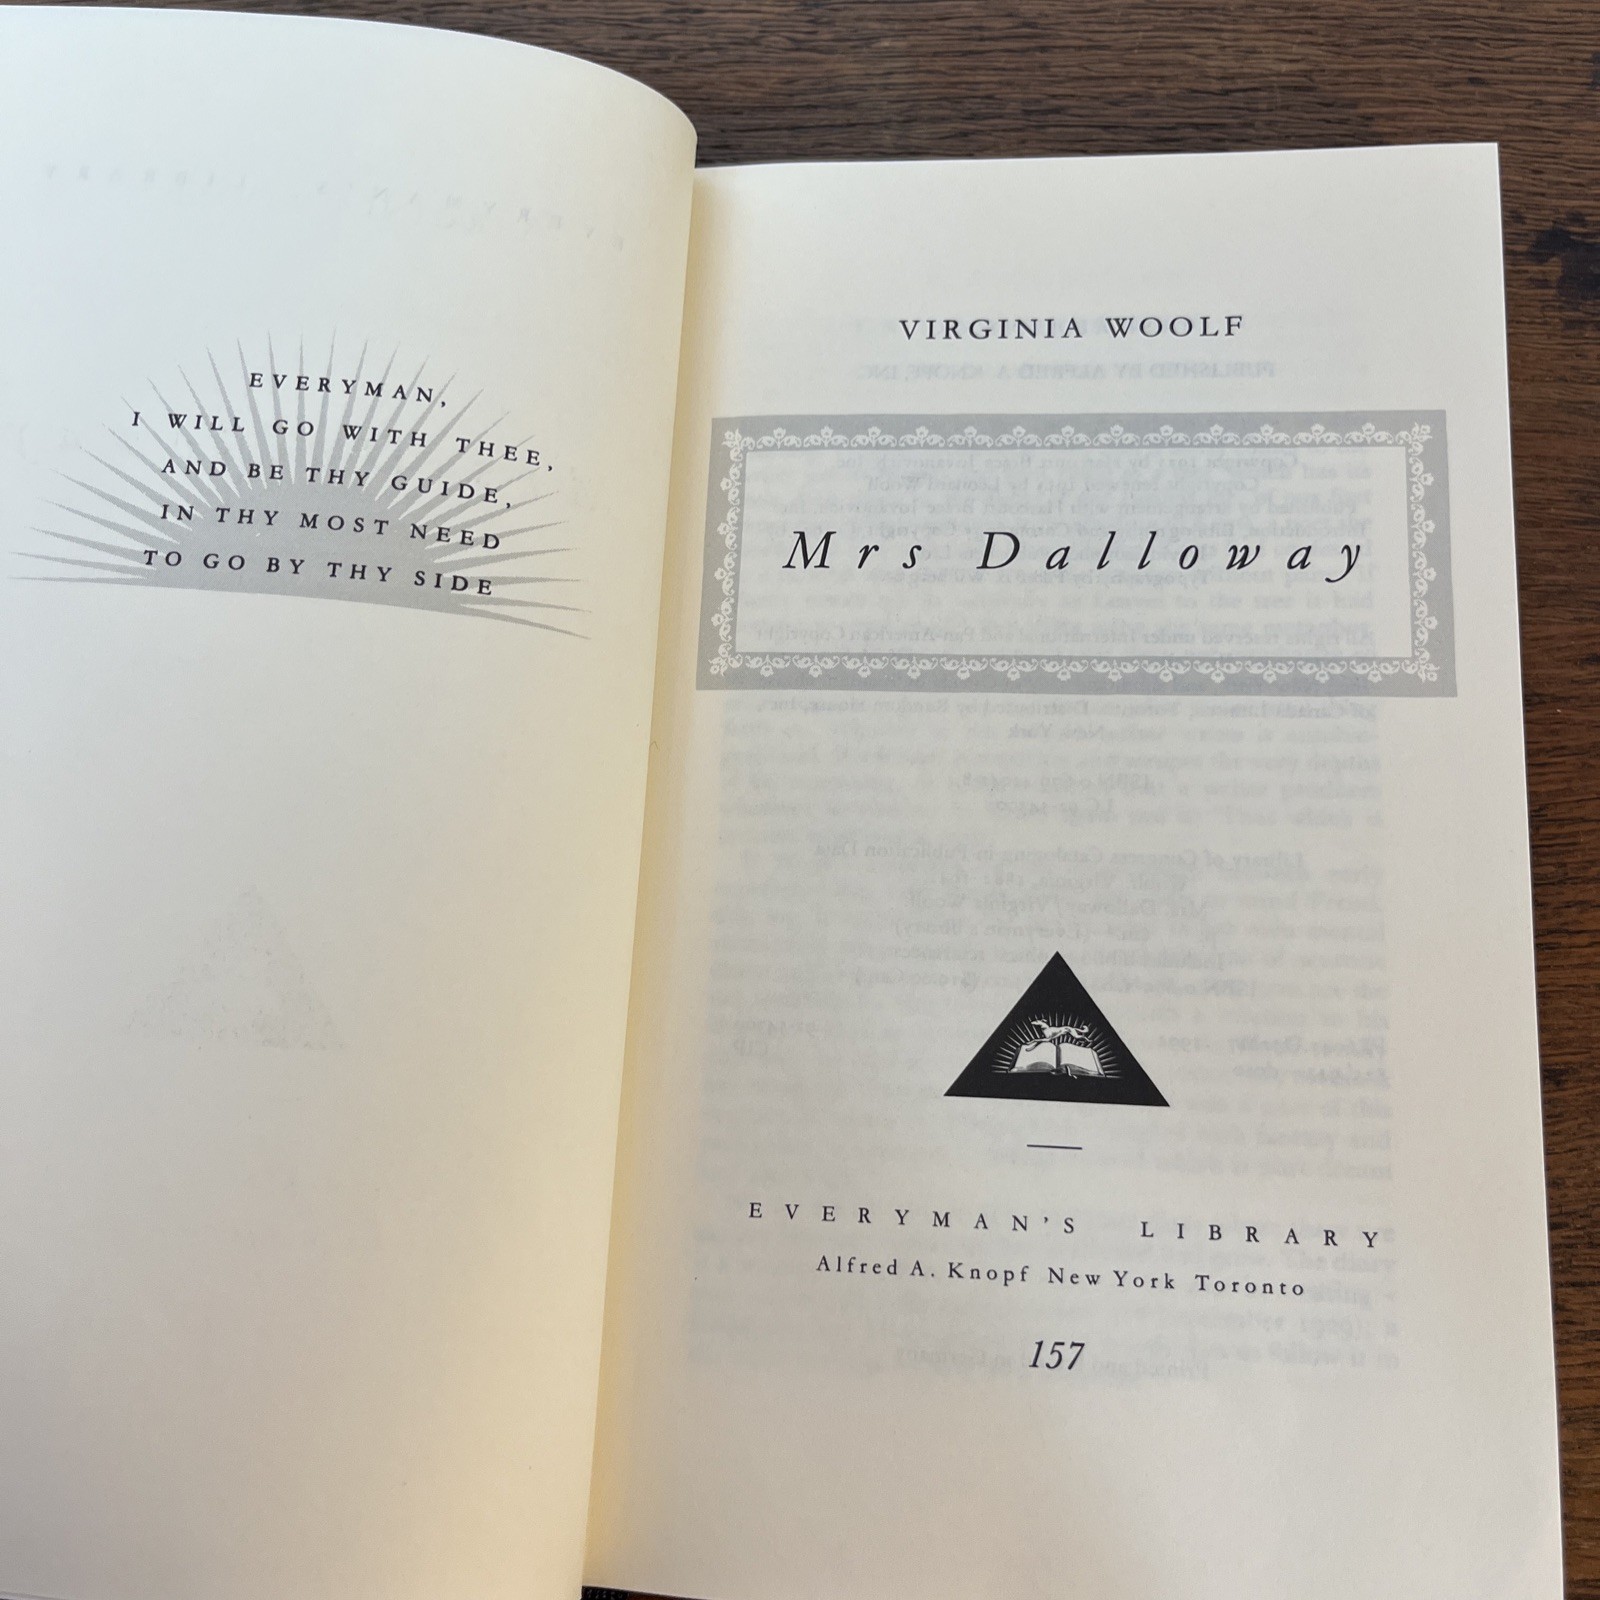 EVERYMAN,
I WILL GO WITH THEE,
AND BE THY GUIDE,
IN THY MOST NEED
TO GO BY THY SIDE
VIRGINIA WOOLF
Mrs Dalloway
EVERYMAN'S LIBRARY
Alfred A. Knopf New York Toronto
157